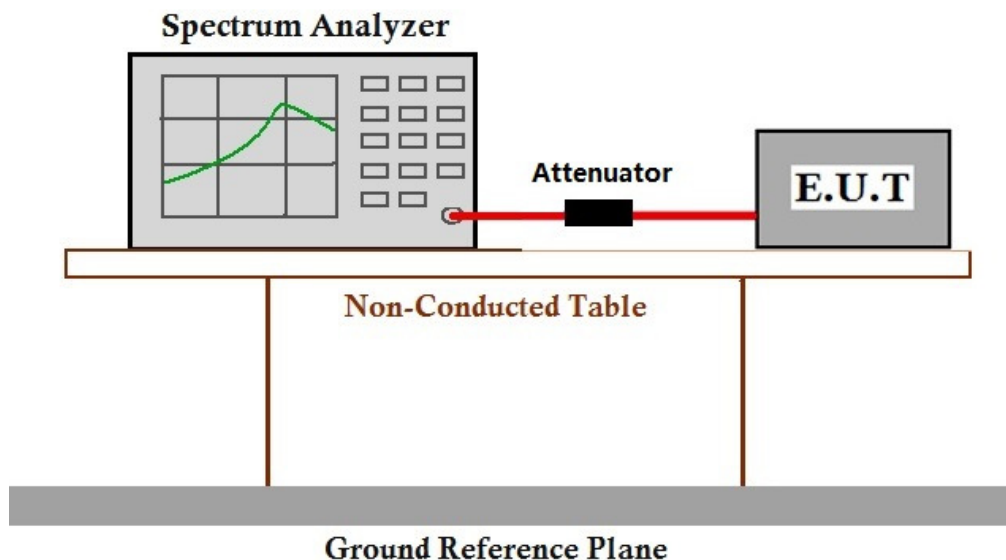 Spectrum Analyzer
Attenuator
E.U.T
Non-Conducted Table
Ground Reference Plane